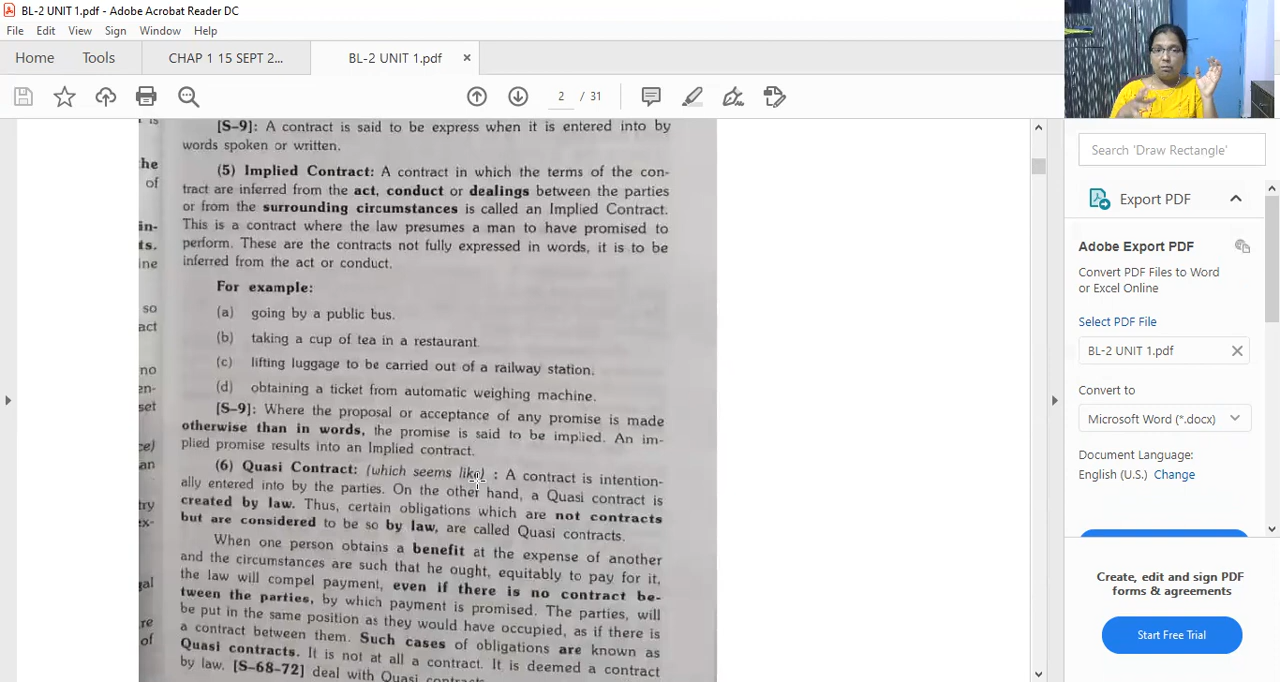 BL-2 UNIT 1.pdf - Adobe Acrobat Reader DC
File Edit View Sign Window Help
Home Tools CHAP 1 15 SEPT 2... BL-2 UNIT 1.pdf ×
2 / 31
Search 'Draw Rectangle'
[S–9]: A contract is said to be express when it is entered into by
words spoken or written.
(5) Implied Contract: A contract in which the terms of the con-
tract are inferred from the act, conduct or dealings between the parties
or from the surrounding circumstances is called an Implied Contract.
This is a contract where the law presumes a man to have promised to
perform. These are the contracts not fully expressed in words, it is to be
inferred from the act or conduct.
For example:
(a) going by a public bus.
(b) taking a cup of tea in a restaurant.
(c) lifting luggage to be carried out of a railway station.
(d) obtaining a ticket from automatic weighing machine.
[S–9]: Where the proposal or acceptance of any promise is made
otherwise than in words, the promise is said to be implied. An im-
plied promise results into an Implied contract.
(6) Quasi Contract: (which seems like) : A contract is intention-
ally entered into by the parties. On the other hand, a Quasi contract is
created by law. Thus, certain obligations which are not contracts
but are considered to be so by law, are called Quasi contracts.
When one person obtains a benefit at the expense of another
and the circumstances are such that he ought, equitably to pay for it,
the law will compel payment, even if there is no contract be-
tween the parties, by which payment is promised. The parties, will
be put in the same position as they would have occupied, as if there is
a contract between them. Such cases of obligations are known as
Quasi contracts. It is not at all a contract. It is deemed a contract
by law. [S–68-72] deal with Quasi
the
of
in-
ts.
ine
so
act
no
en-
set
ce)
an
try
ex-
gal
re
of
Export PDF
Adobe Export PDF
Convert PDF Files to Word
or Excel Online
Select PDF File
BL-2 UNIT 1.pdf
Convert to
Microsoft Word (*.docx)
Document Language:
English (U.S.) Change
Create, edit and sign PDF
forms & agreements
Start Free Trial